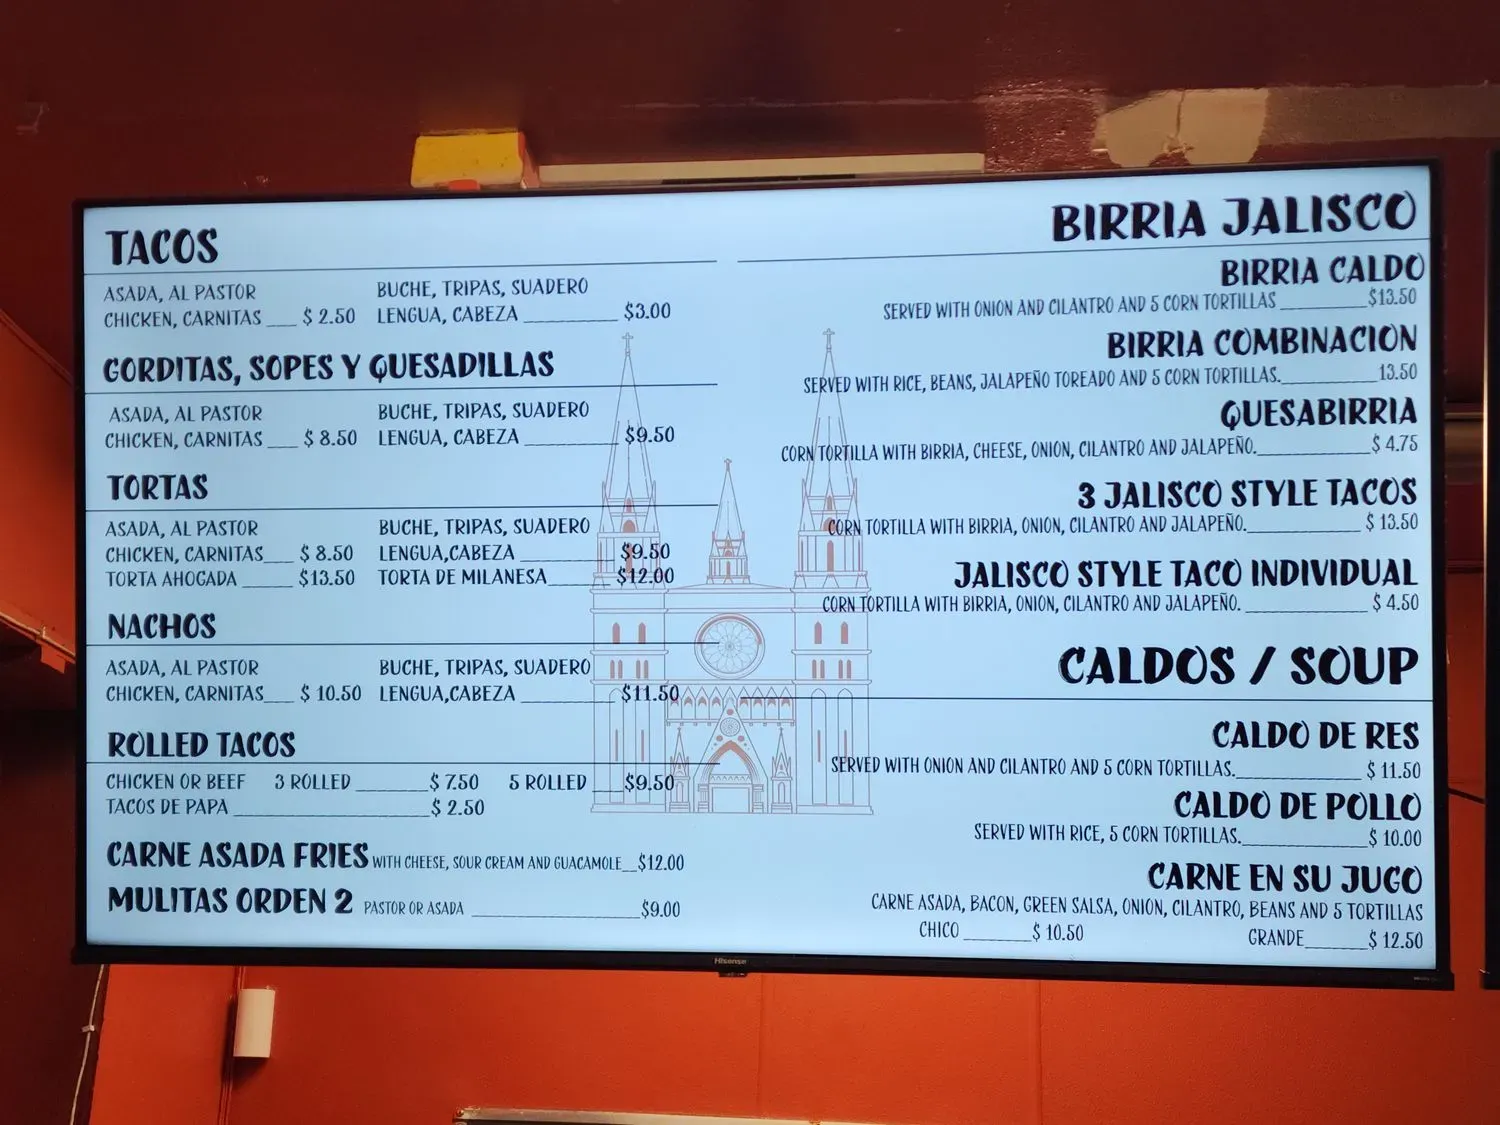 TACOS
ASADA, AL PASTOR
CHICKEN, CARNITAS ___ $ 2.50
BUCHE, TRIPAS, SUADERO
LENGUA, CABEZA __________ $3.00
GORDITAS, SOPES Y QUESADILLAS
ASADA, AL PASTOR
CHICKEN, CARNITAS ___ $ 8.50
BUCHE, TRIPAS, SUADERO
LENGUA, CABEZA __________ $9.50
TORTAS
ASADA, AL PASTOR
CHICKEN, CARNITAS___ $ 8.50
TORTA AHOGADA _____ $13.50
BUCHE, TRIPAS, SUADERO
LENGUA,CABEZA __________ $9.50
TORTA DE MILANESA_______ $12.00
NACHOS
ASADA, AL PASTOR
CHICKEN, CARNITAS___ $ 10.50
BUCHE, TRIPAS, SUADERO
LENGUA,CABEZA __________ $11.50
ROLLED TACOS
CHICKEN OR BEEF 3 ROLLED _______$ 7.50 5 ROLLED ___$9.50
TACOS DE PAPA ___________________$ 2.50
CARNE ASADA FRIES WITH CHEESE, SOUR CREAM AND GUACAMOLE__$12.00
MULITAS ORDEN 2 PASTOR OR ASADA _________________$9.00
BIRRIA JALISCO
BIRRIA CALDO
SERVED WITH ONION AND CILANTRO AND 5 CORN TORTILLAS _________$13.50
BIRRIA COMBINACION
SERVED WITH RICE, BEANS, JALAPEÑO TOREADO AND 5 CORN TORTILLAS.__________13.50
QUESABIRRIA
CORN TORTILLA WITH BIRRIA, CHEESE, ONION, CILANTRO AND JALAPEÑO.____________$ 4.75
3 JALISCO STYLE TACOS
CORN TORTILLA WITH BIRRIA, ONION, CILANTRO AND JALAPEÑO.____________ $ 13.50
JALISCO STYLE TACO INDIVIDUAL
CORN TORTILLA WITH BIRRIA, ONION, CILANTRO AND JALAPEÑO. _____________ $ 4.50
CALDOS / SOUP
CALDO DE RES
SERVED WITH ONION AND CILANTRO AND 5 CORN TORTILLAS._____________ $ 11.50
CALDO DE POLLO
SERVED WITH RICE, 5 CORN TORTILLAS._____________ $ 10.00
CARNE EN SU JUGO
CARNE ASADA, BACON, GREEN SALSA, ONION, CILANTRO, BEANS AND 5 TORTILLAS
CHICO _______$ 10.50 GRANDE______$ 12.50
Hisense